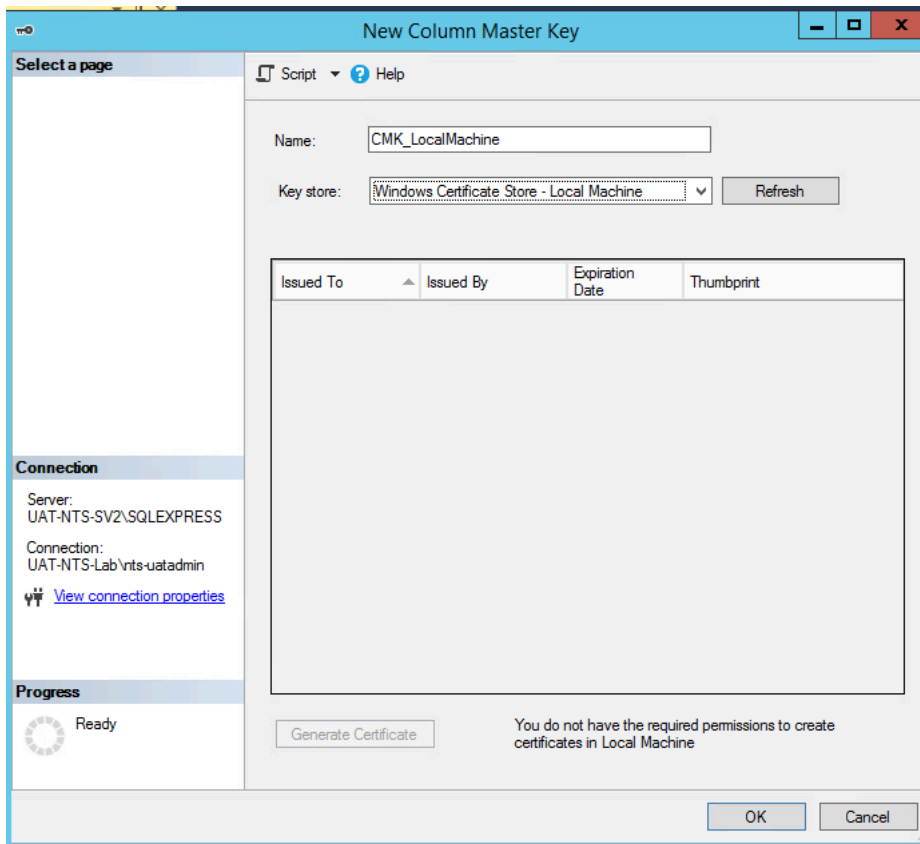 New Column Master Key
Select a page
Script
Help
Name:
CMK_LocalMachine
Key store:
Windows Certificate Store - Local Machine
Refresh
Issued To
Issued By
Expiration
Date
Thumbprint
Connection
Server:
UAT-NTS-SV2\SQLEXPRESS
Connection:
UAT-NTS-Lab\nts-uatadmin
View connection properties
Progress
Ready
Generate Certificate
You do not have the required permissions to create
certificates in Local Machine
OK
Cancel